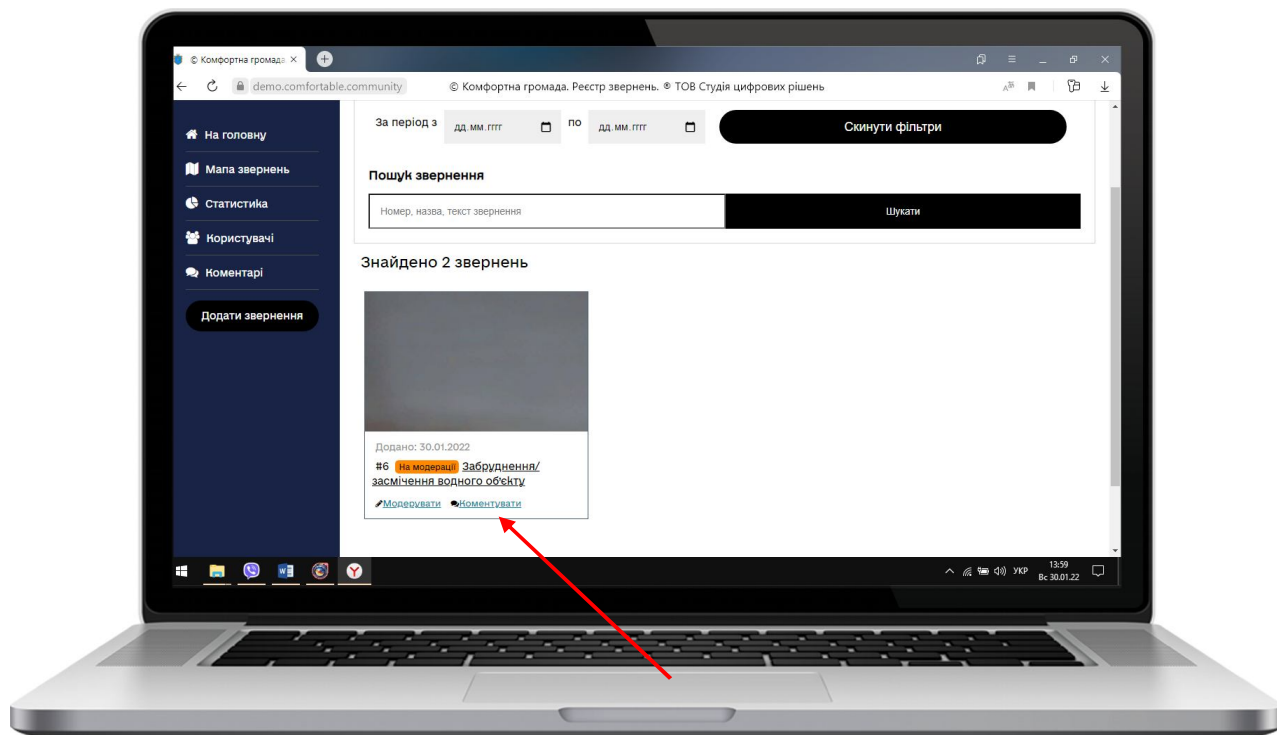 © Комфортна громада
demo.comfortable.community
© Комфортна громада. Реєстр звернень. ® ТОВ Студія цифрових рішень
На головну
Мапа звернень
Статистика
Користувачі
Коментарі
Додати звернення
За період з дд.мм.гггг по дд.мм.гггг
Скинути фільтри
Пошук звернення
Номер, назва, текст звернення
Шукати
Знайдено 2 звернень
Додано: 30.01.2022
#6 На модерації Забруднення/
засмічення водного об'єкту
Модерувати Коментувати
УКР
13:59
Вс 30.01.22